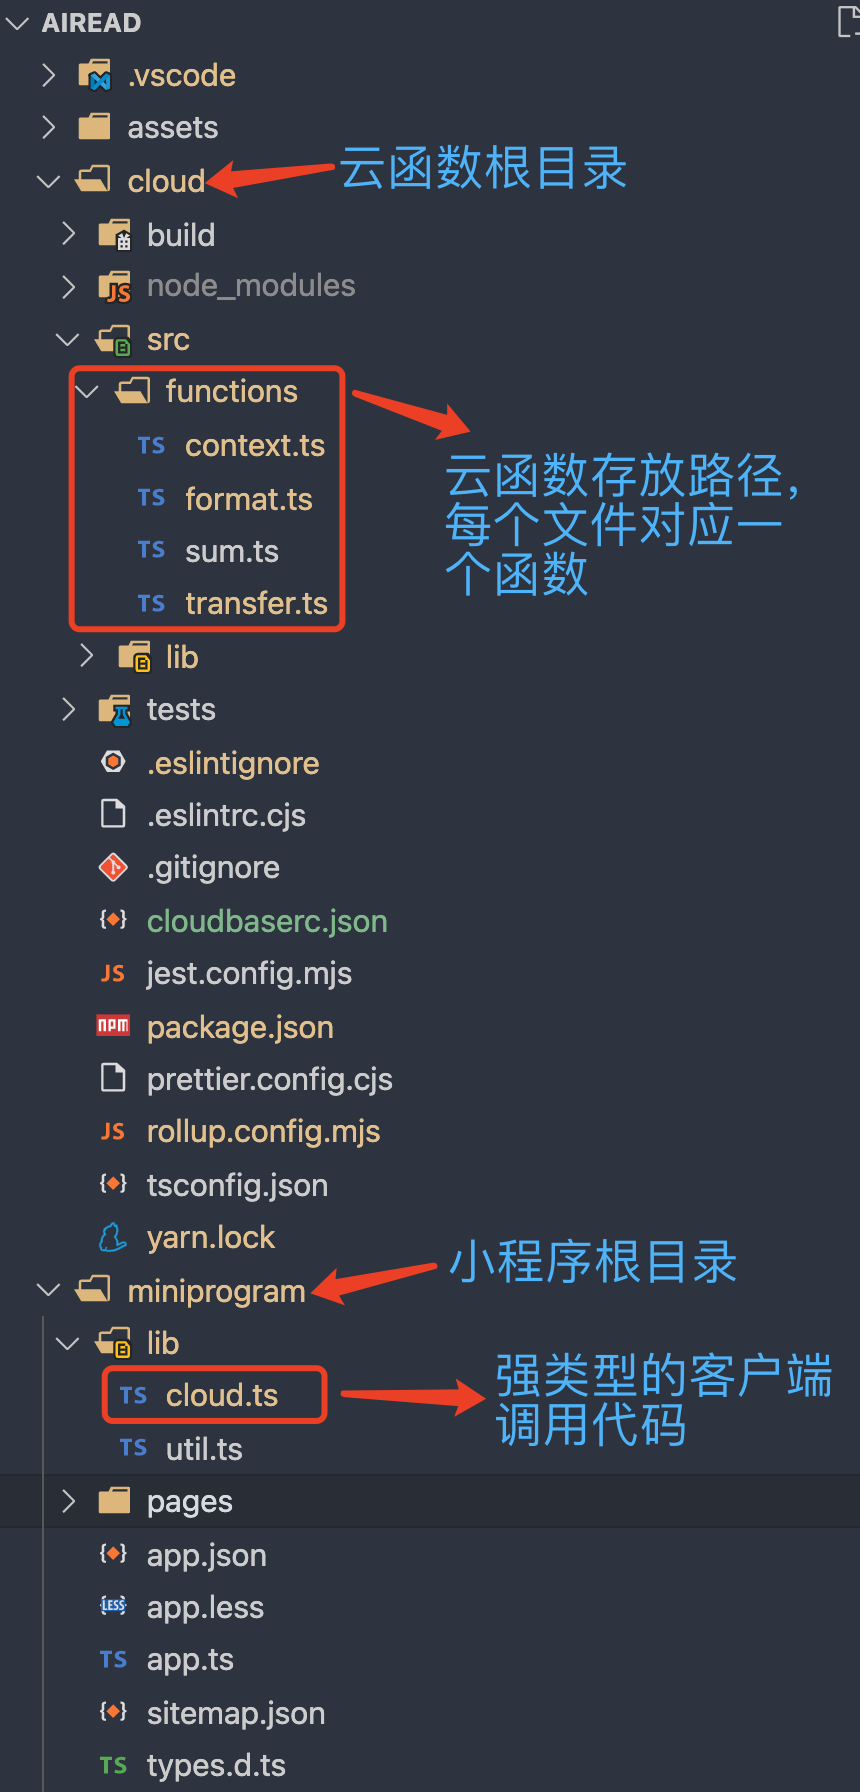 AIREAD
.vscode
assets
cloud
云函数根目录
build
JS node_modules
src
functions
TS context.ts
云函数存放路径，
TS format.ts
每个文件对应一
TS sum.ts
个函数
TS transfer.ts
lib
tests
.eslintignore
.eslintrc.cjs
.gitignore
cloudbaserc.json
JS jest.config.mjs
npm package.json
prettier.config.cjs
JS rollup.config.mjs
tsconfig.json
yarn.lock
小程序根目录
miniprogram
lib
TS cloud.ts
强类型的客户端
调用代码
TS util.ts
pages
app.json
{LESS} app.less
TS app.ts
sitemap.json
TS types.d.ts